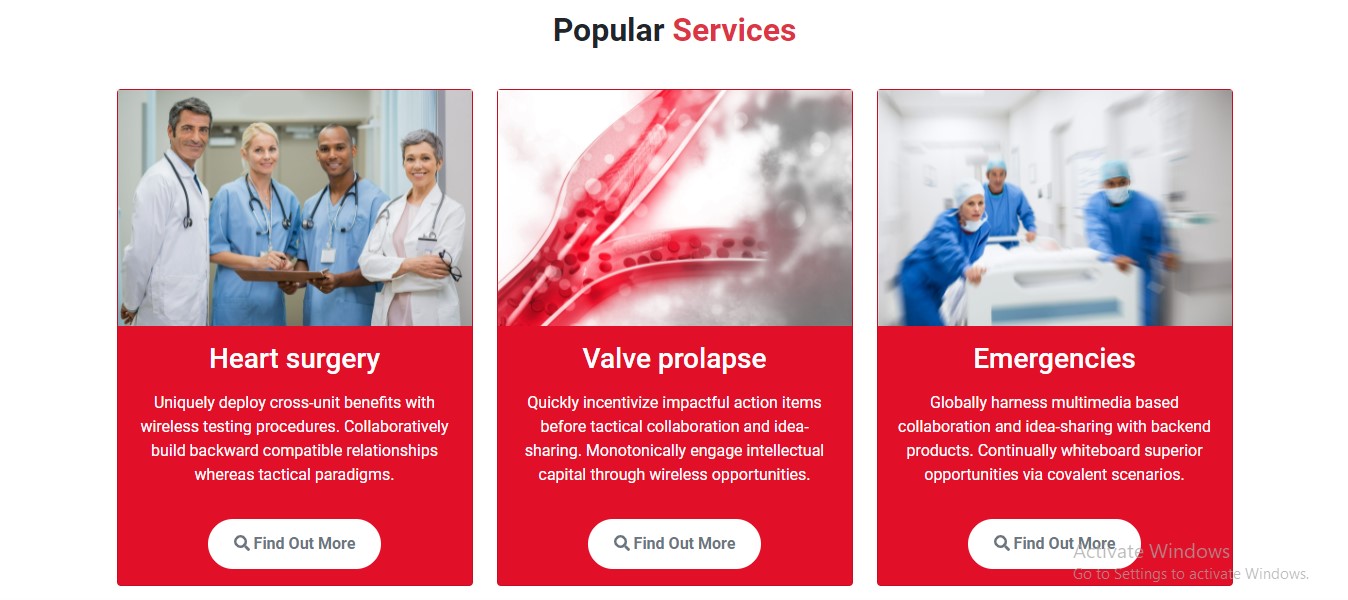 Popular Services
Heart surgery
Uniquely deploy cross-unit benefits with
wireless testing procedures. Collaboratively
build backward compatible relationships
whereas tactical paradigms.
Find Out More
Valve prolapse
Quickly incentivize impactful action items
before tactical collaboration and idea-
sharing. Monotonically engage intellectual
capital through wireless opportunities.
Find Out More
Emergencies
Globally harness multimedia based
collaboration and idea-sharing with backend
products. Continually whiteboard superior
opportunities via covalent scenarios.
Find Out More
Activate Windows
Go to Settings to activate Windows.